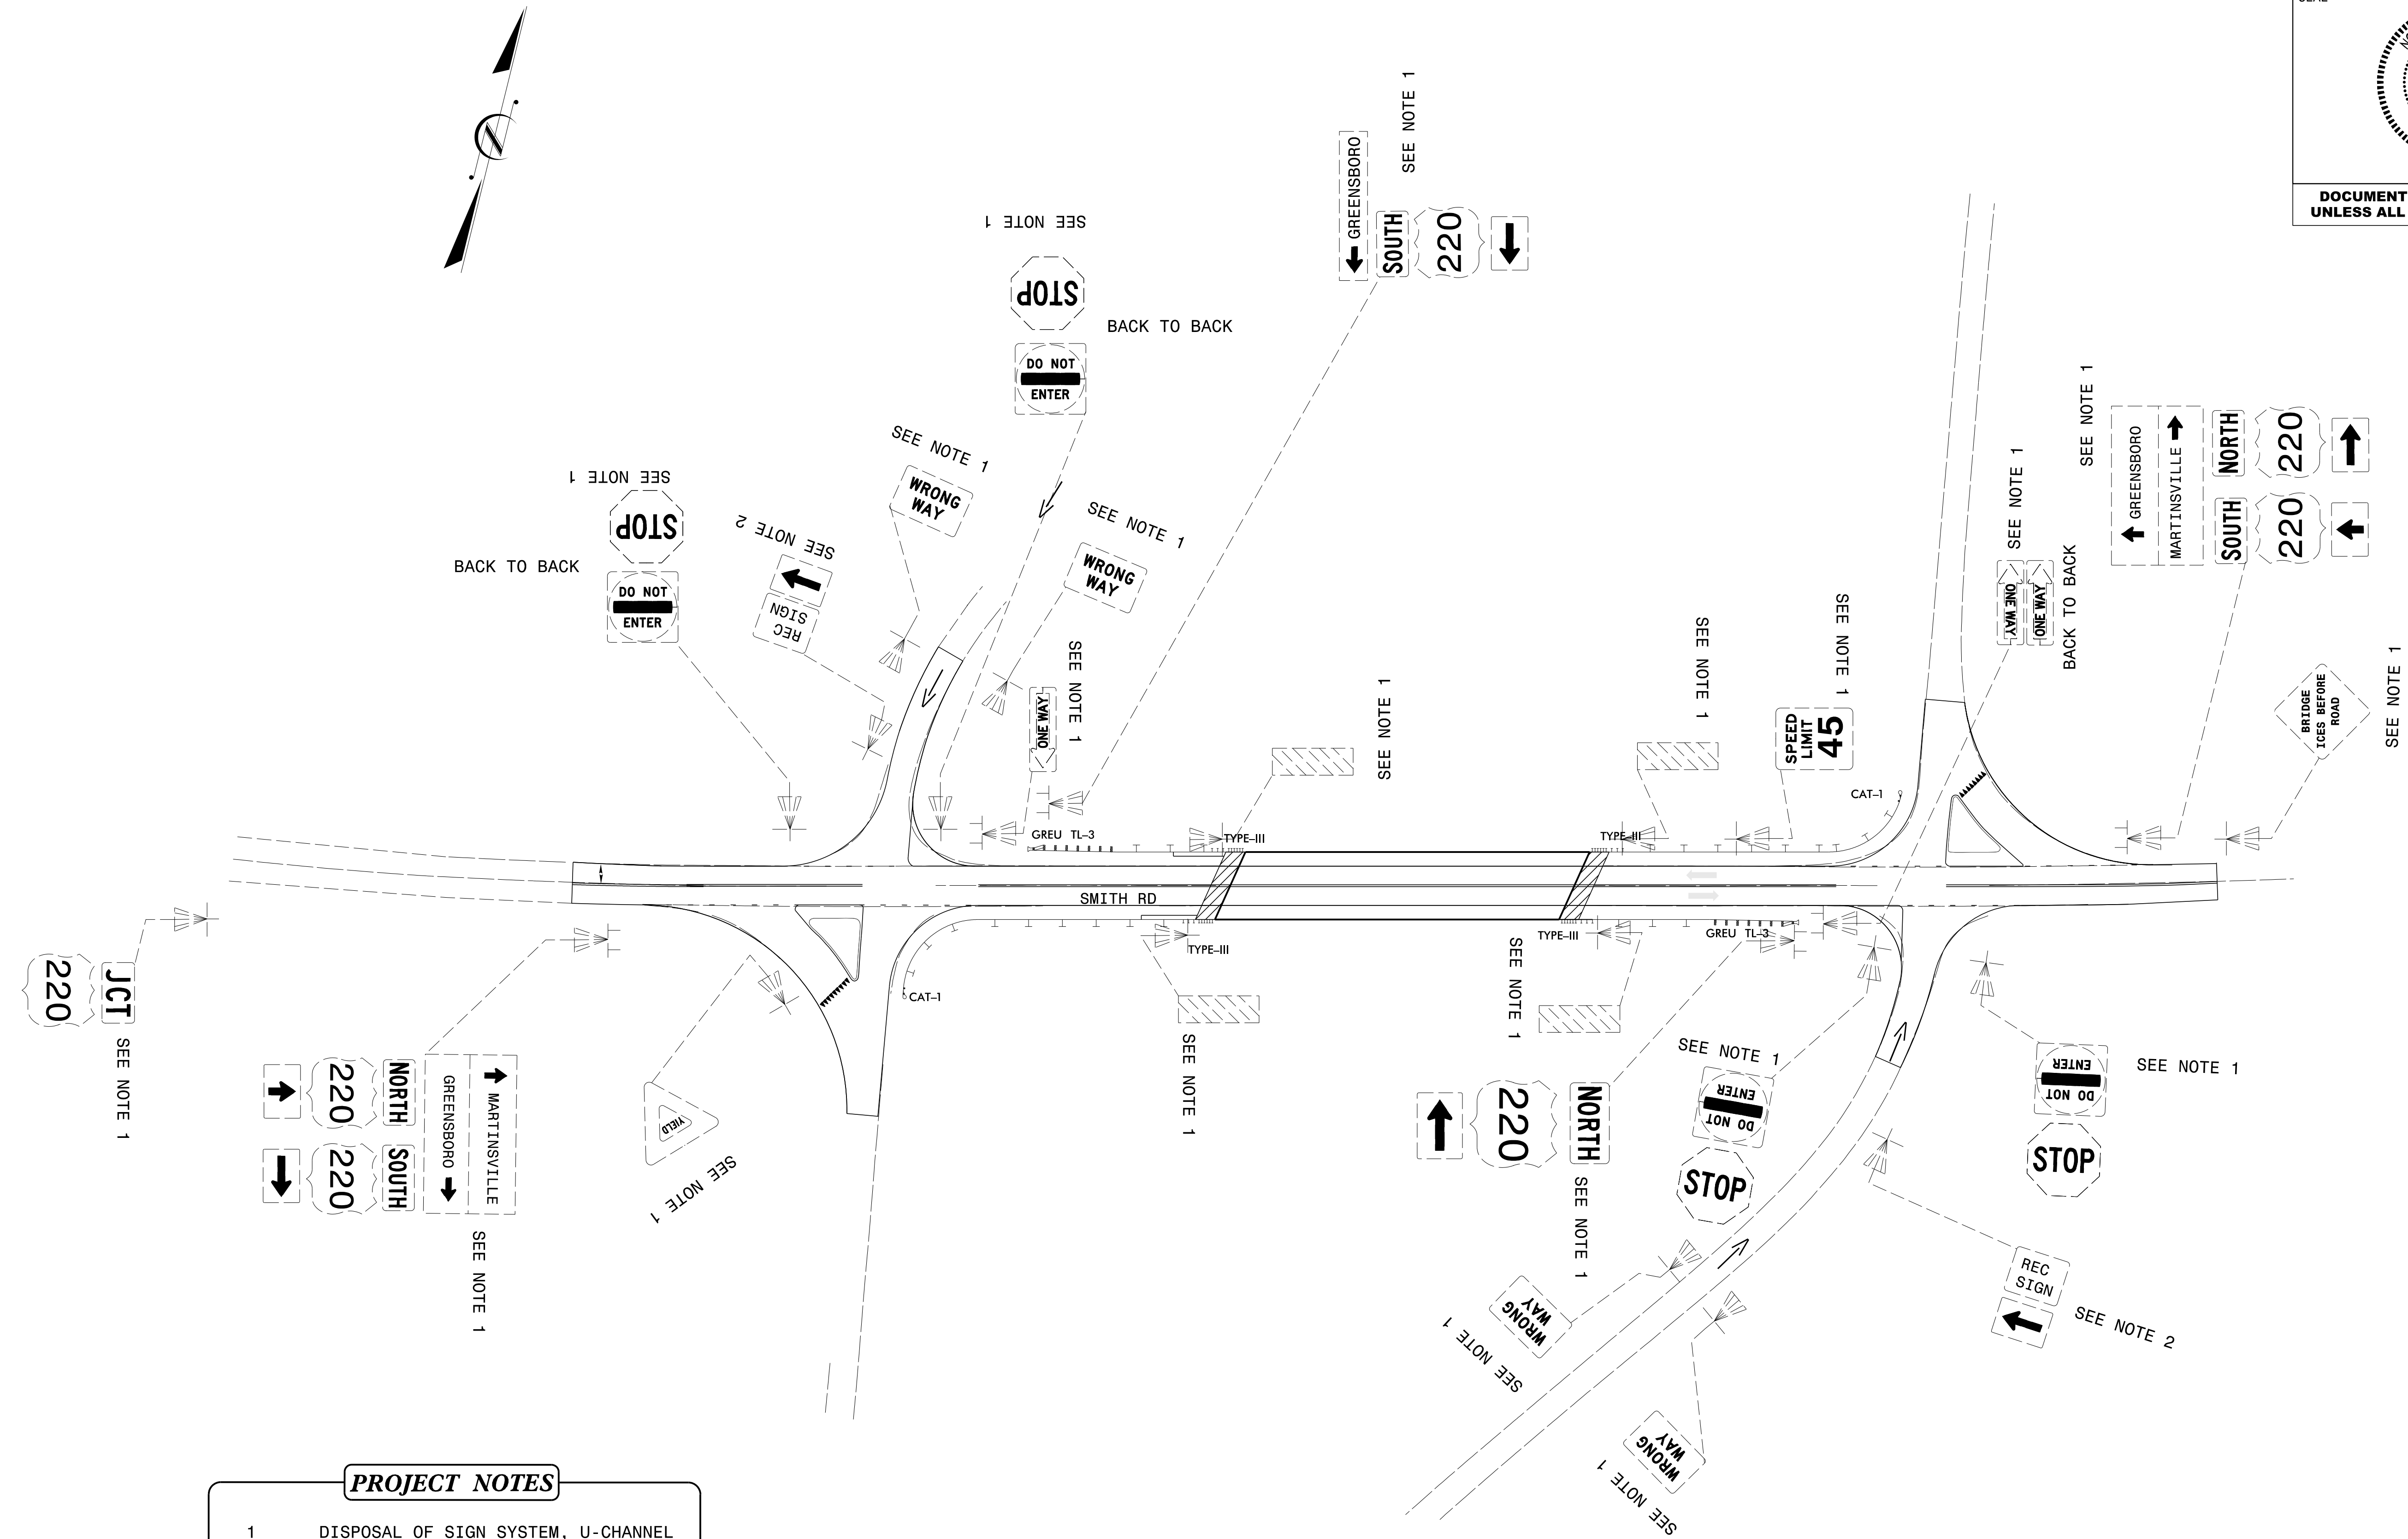 DOCUMENT
UNLESS ALL
SEE NOTE 1
GREENSBORO
SOUTH
220
SEE NOTE 1
STOP
BACK TO BACK
DO NOT
ENTER
SEE NOTE 1
WRONG
WAY
SEE NOTE 1
WRONG
WAY
SEE NOTE 1
STOP
BACK TO BACK
DO NOT
ENTER
SEE NOTE 2
REC
SIGN
SEE NOTE 1
ONE WAY
SEE NOTE 1
SEE NOTE 1
SEE NOTE 1
SPEED
LIMIT
45
SEE NOTE 1
ONE WAY
ONE WAY
BACK TO BACK
SEE NOTE 1
GREENSBORO
MARTINSVILLE
NORTH
220
SOUTH
220
BRIDGE
ICES BEFORE
ROAD
SEE NOTE 1
CAT-1
GREU TL-3
TYPE-III
TYPE-III
SMITH RD
TYPE-III
TYPE-III
GREU TL-3
CAT-1
JCT
220
SEE NOTE 1
MARTINSVILLE
GREENSBORO
NORTH
220
SOUTH
220
SEE NOTE 1
YIELD
SEE NOTE 1
SEE NOTE 1
SEE NOTE 1
NORTH
220
SEE NOTE 1
SEE NOTE 1
DO NOT
ENTER
STOP
DO NOT
ENTER
SEE NOTE 1
STOP
WRONG
WAY
SEE NOTE 1
WRONG
WAY
SEE NOTE 1
REC
SIGN
SEE NOTE 2
PROJECT NOTES
1 DISPOSAL OF SIGN SYSTEM, U-CHANNEL